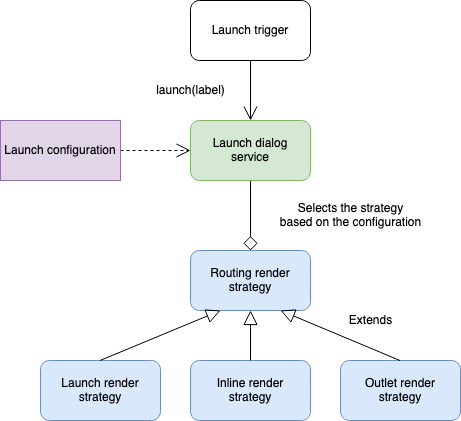 Launch trigger
launch(label)
Launch configuration
Launch dialog
service
Selects the strategy
based on the configuration
Routing render
strategy
Extends
Launch render
strategy
Inline render
strategy
Outlet render
strategy